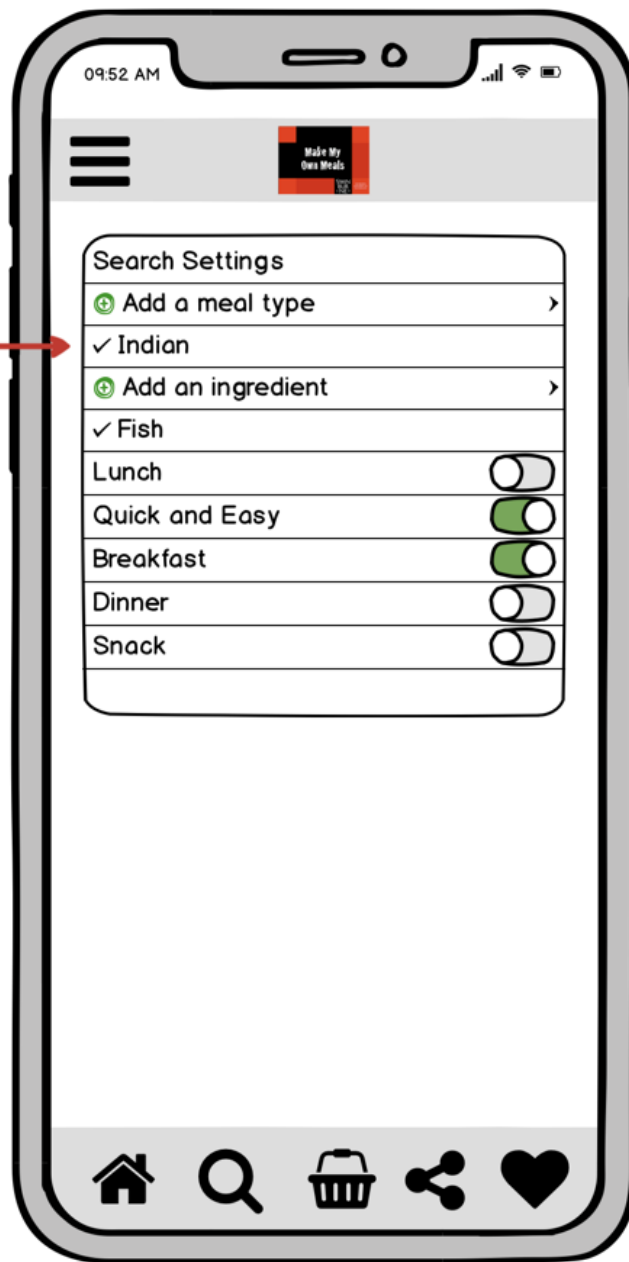 09:52 AM
Make My
Own Meals
Search Settings
Add a meal type
Indian
Add an ingredient
Fish
Lunch
Quick and Easy
Breakfast
Dinner
Snack